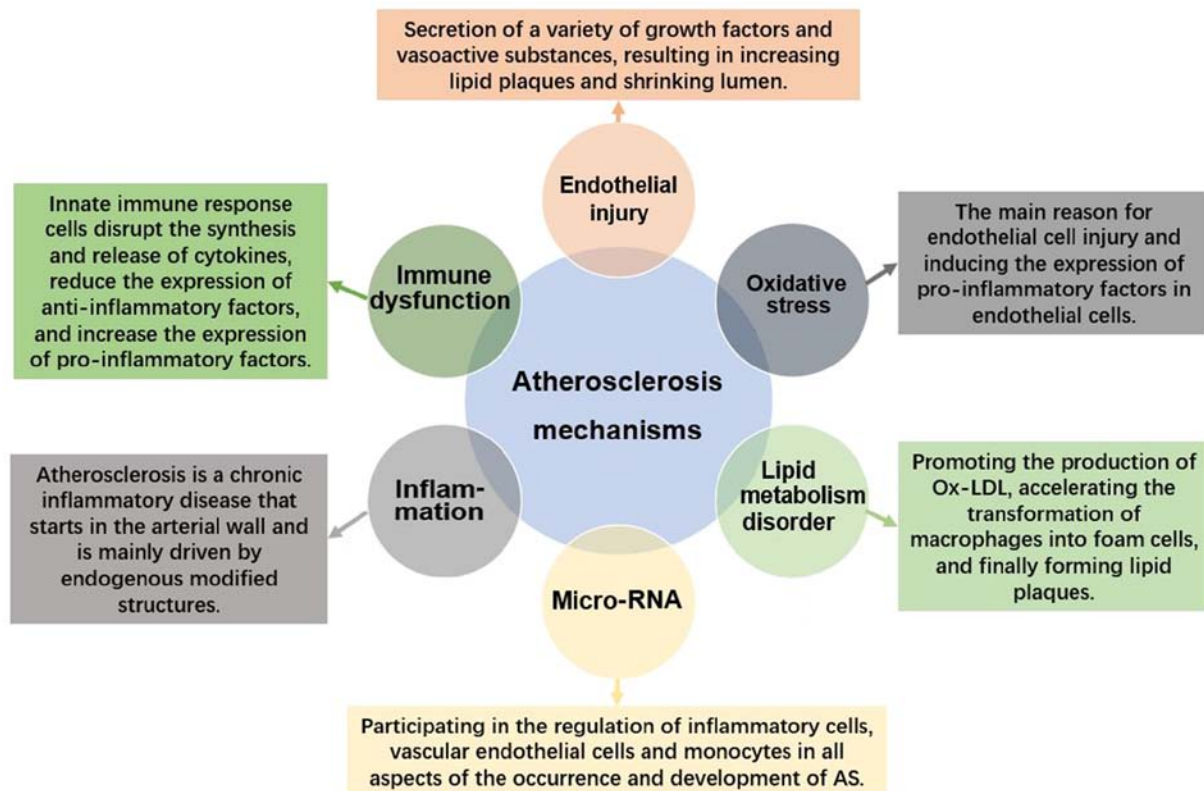 Secretion of a variety of growth factors and
vasoactive substances, resulting in increasing
lipid plaques and shrinking lumen.
Endothelial
injury
Innate immune response
cells disrupt the synthesis
and release of cytokines,
reduce the expression of
anti-inflammatory factors,
and increase the expression
of pro-inflammatory factors.
Immune
dysfunction
Oxidative
stress
The main reason for
endothelial cell injury and
inducing the expression of
pro-inflammatory factors in
endothelial cells.
Atherosclerosis
mechanisms
Atherosclerosis is a chronic
inflammatory disease that
starts in the arterial wall and
is mainly driven by
endogenous modified
structures.
Inflam-
mation
Lipid
metabolism
disorder
Promoting the production of
Ox-LDL, accelerating the
transformation of
macrophages into foam cells,
and finally forming lipid
plaques.
Micro-RNA
Participating in the regulation of inflammatory cells,
vascular endothelial cells and monocytes in all
aspects of the occurrence and development of AS.